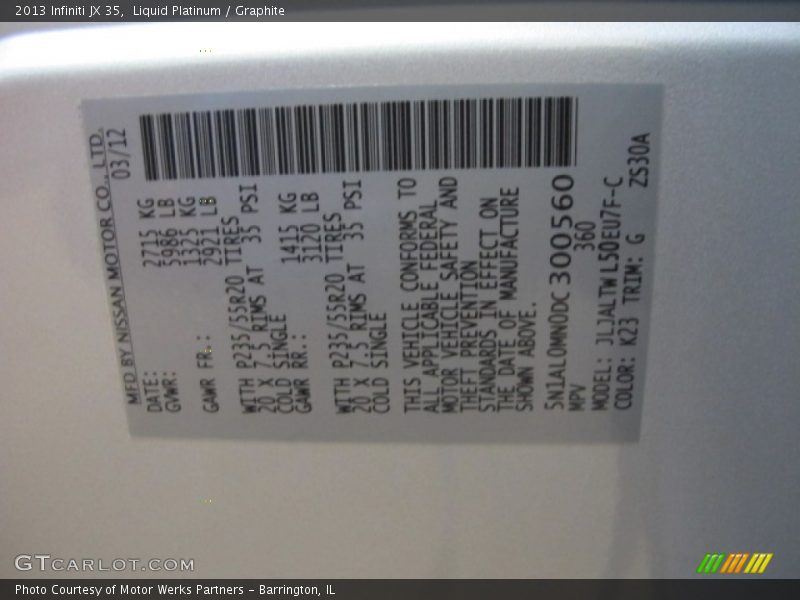 2013 Infiniti JX 35,  Liquid Platinum / Graphite
MFD BY NISSAN MOTOR CO., LTD.
DATE: 03/12
GVWR: 2715 KG
5986 LB
1325 KG
GAWR FR.: 2921 LB
WITH P235/55R20 TIRES
20 X 7.5 RIMS AT 35 PSI
COLD SINGLE 1415 KG
GAWR RR.: 3120 LB
WITH P235/55R20 TIRES
20 X 7.5 RIMS AT 35 PSI
COLD SINGLE
THIS VEHICLE CONFORMS TO
ALL APPLICABLE FEDERAL
MOTOR VEHICLE SAFETY AND
THEFT PREVENTION
STANDARDS IN EFFECT ON
THE DATE OF MANUFACTURE
SHOWN ABOVE.
5N1AL0MN0DC300560
MPV 360
MODEL: JLJALTWL50EU7F-C
COLOR: K23 TRIM: G ZS30A
GTCARLOT.COM
Photo Courtesy of Motor Werks Partners - Barrington, IL